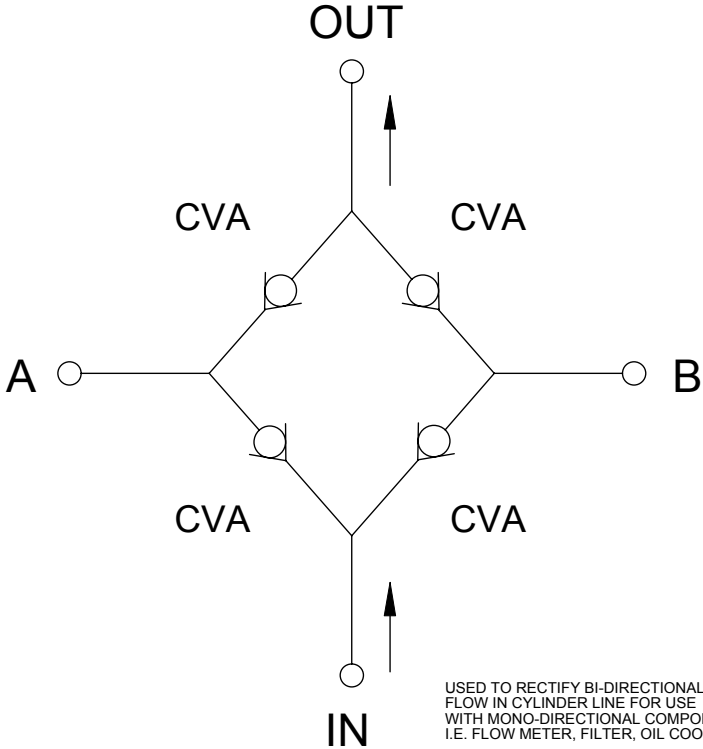 OUT
CVA CVA
A B
CVA CVA
USED TO RECTIFY BI-DIRECTIONAL
FLOW IN CYLINDER LINE FOR USE
WITH MONO-DIRECTIONAL
I.E. FLOW METER, FILTER, OIL
IN